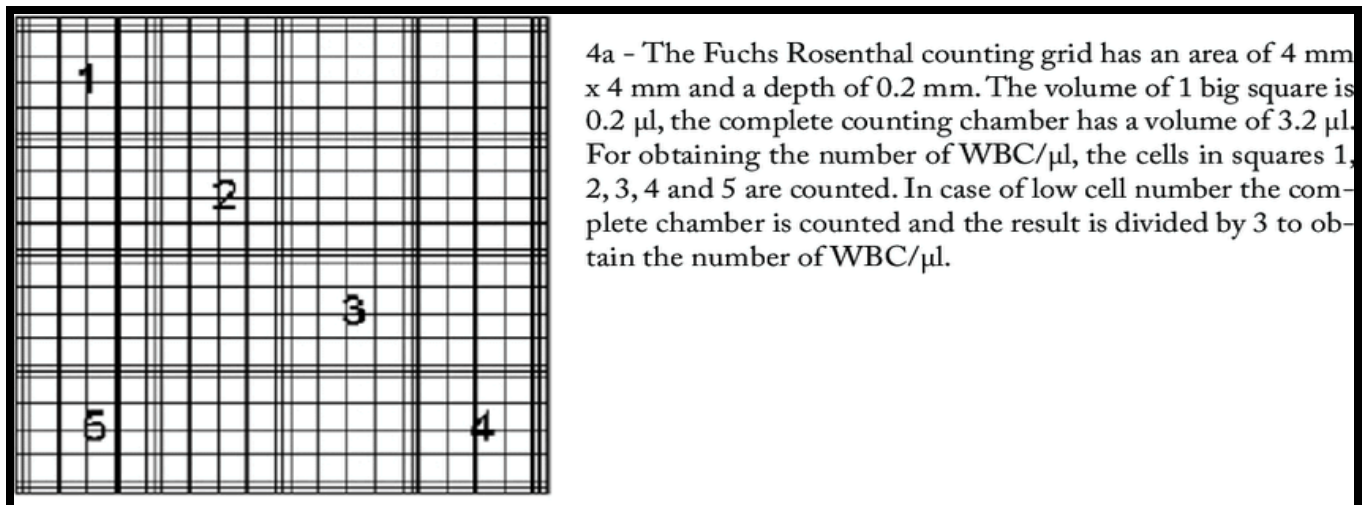 1
2
3
5
4
4a - The Fuchs Rosenthal counting grid has an area of 4 mm
x 4 mm and a depth of 0.2 mm. The volume of 1 big square is
0.2 µl, the complete counting chamber has a volume of 3.2 µl.
For obtaining the number of WBC/µl, the cells in squares 1,
2, 3, 4 and 5 are counted. In case of low cell number the com-
plete chamber is counted and the result is divided by 3 to ob-
tain the number of WBC/µl.